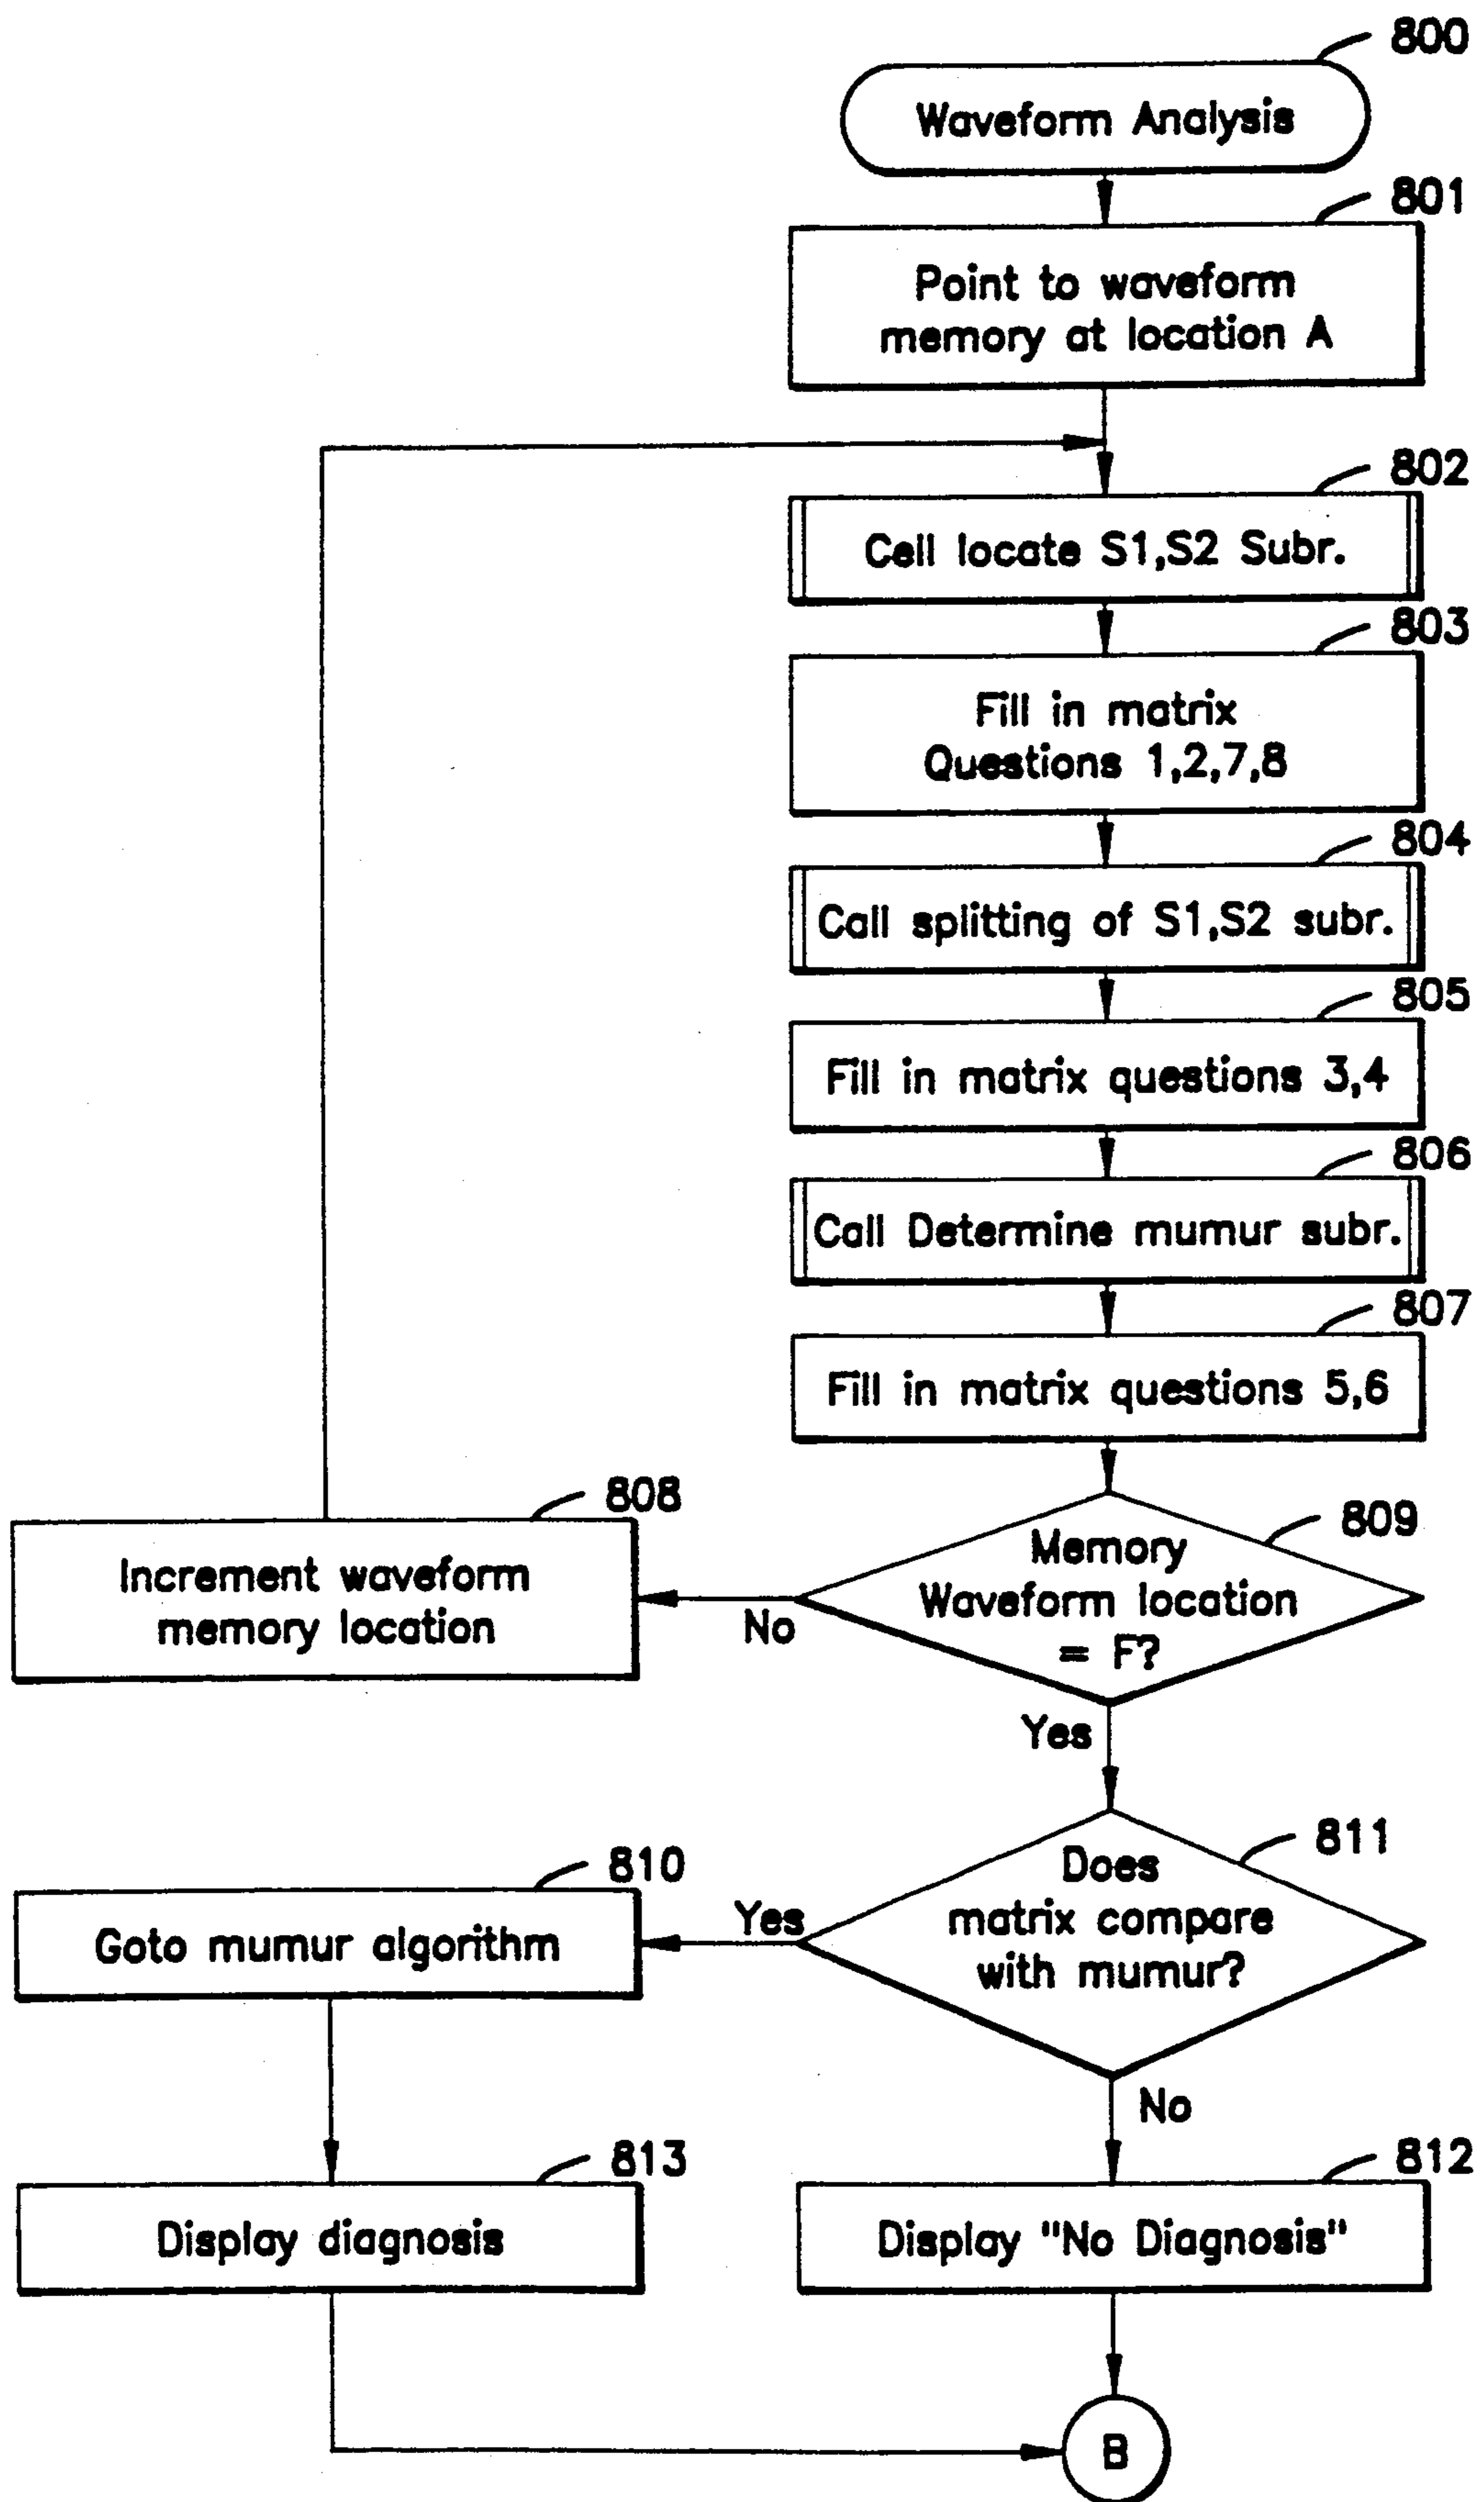 800
Waveform Analysis
801
Point to waveform
memory at location A
802
Cell locate S1,S2 Subr.
803
Fill in matrix
Questions 1,2,7,8
804
Call splitting of S1,S2 subr.
805
Fill in matrix questions 3,4
806
Call Determine mumur subr.
807
Fill in matrix questions 5,6
808
Increment waveform
memory location
809
Memory
Waveform location
= F?
No
Yes
810
Goto mumur algorithm
811
Does
matrix compare
with mumur?
Yes
No
813
Display diagnosis
812
Display "No Diagnosis"
B